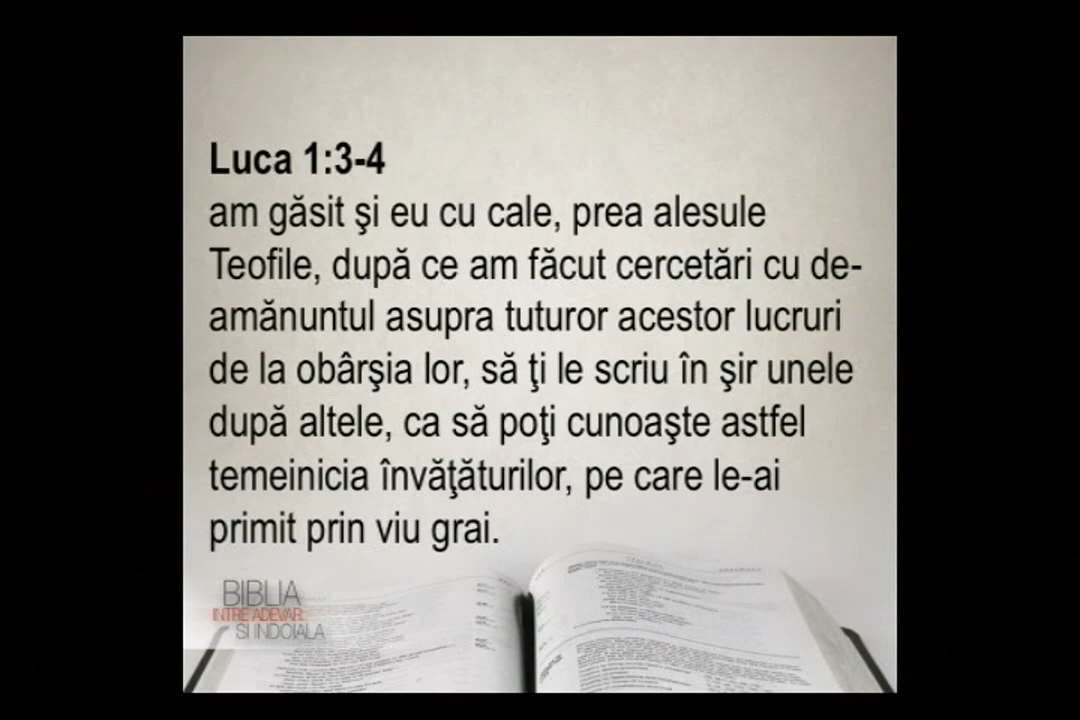 Luca 1:3-4
am găsit şi eu cu cale, prea alesule
Teofile, după ce am făcut cercetări cu de-
amănuntul asupra tuturor acestor lucruri
de la obârşia lor, să ţi le scriu în şir unele
după altele, ca să poţi cunoaşte astfel
temeinicia învăţăturilor, pe care le-ai
primit prin viu grai.
BIBLIA
INTRE ADEVAR
SI INDOIALA